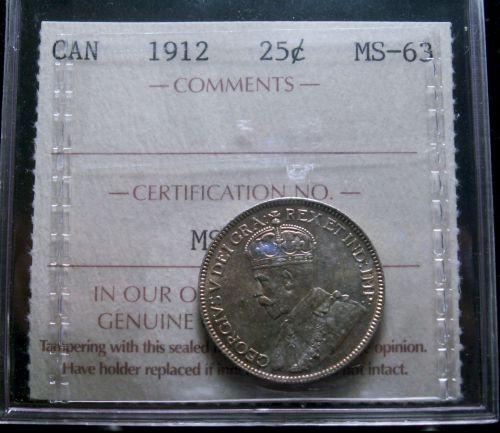 CAN 1912 25¢ MS-63
— COMMENTS —
— CERTIFICATION NO. —
MS
IN OUR O
GENUINE
Tampering with this sealed opinion.
Have holder replaced if not intact.
GEORGIVS V DEI GRA: REX ET IND: IMP: